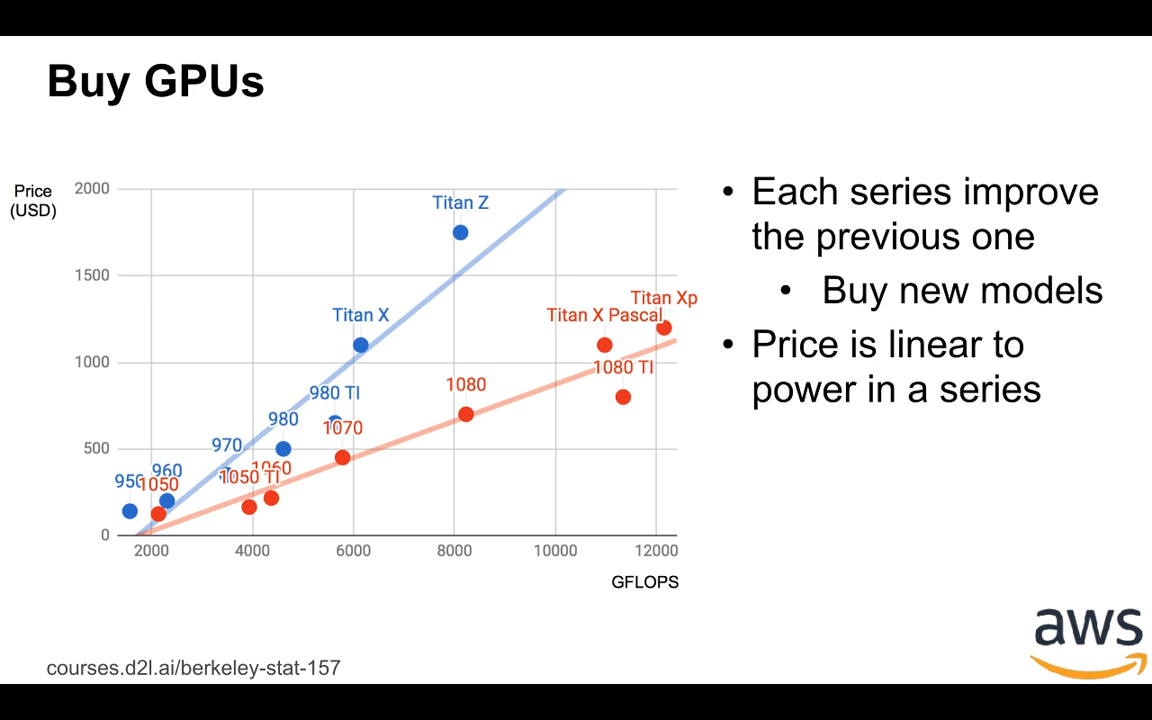 Buy GPUs
Price
(USD)
2000
1500
1000
500
0
2000
4000
6000
8000
10000
12000
GFLOPS
Titan Z
Titan X
980 TI
980
970
960
950
Titan Xp
Titan X Pascal
1080 TI
1080
1070
1060
1050 TI
1050
• Each series improve
the previous one
• Buy new models
• Price is linear to
power in a series
courses.d2l.ai/berkeley-stat-157
aws